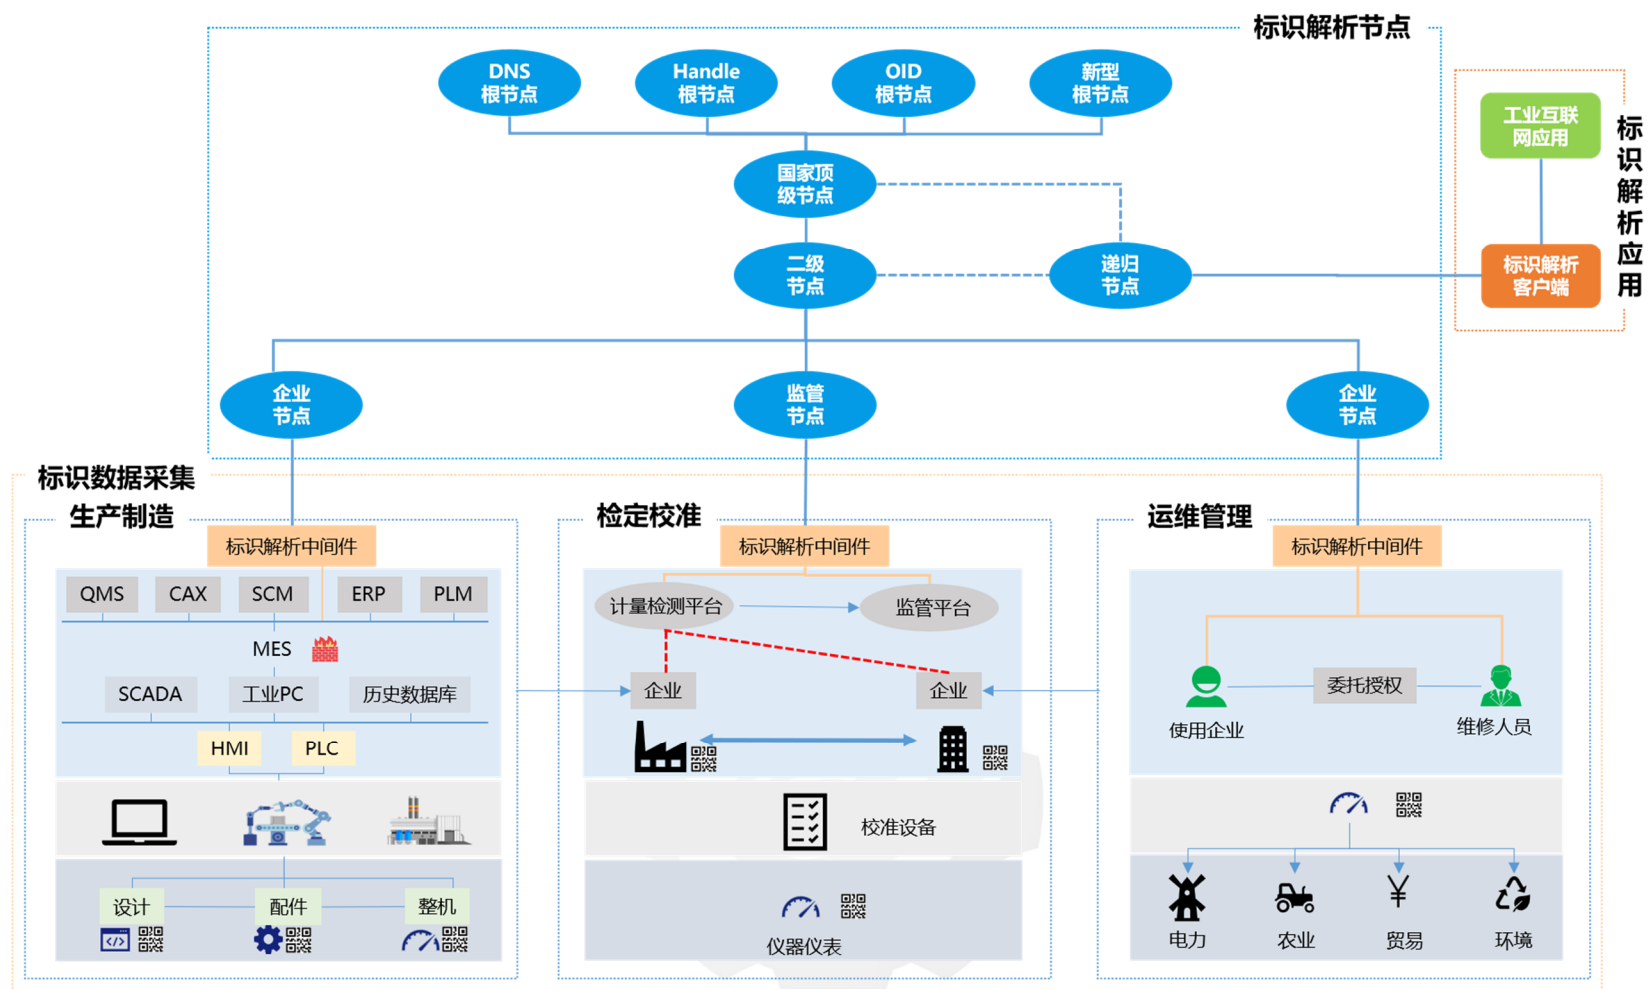 标识解析节点
DNS
根节点
Handle
根节点
OID
根节点
新型
根节点
工业互联
网应用
标识解析应用
国家顶
级节点
二级
节点
递归
节点
标识解析
客户端
企业
节点
监管
节点
企业
节点
标识数据采集
生产制造
标识解析中间件
QMS
CAX
SCM
ERP
PLM
MES
SCADA
工业PC
历史数据库
HMI
PLC
设计
配件
整机
检定校准
标识解析中间件
计量检测平台
监管平台
企业
企业
校准设备
仪器仪表
运维管理
标识解析中间件
使用企业
委托授权
维修人员
电力
农业
贸易
环境